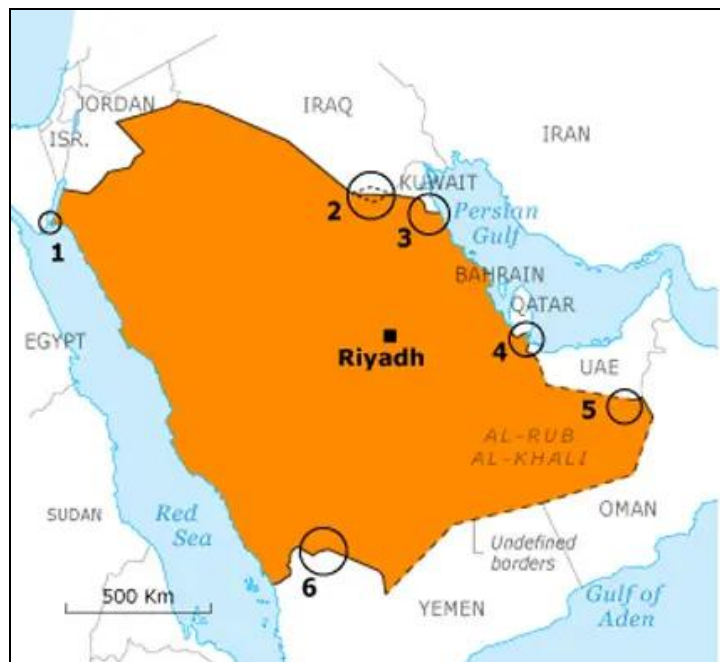 JORDAN
IRAQ
ISR.
IRAN
KUWAIT
2
3
Persian
Gulf
1
BAHRAIN
QATAR
EGYPT
4
Riyadh
UAE
5
AL-RUB
AL-KHALI
SUDAN
Red
Sea
OMAN
Undefined
borders
6
500 Km
YEMEN
Gulf of
Aden